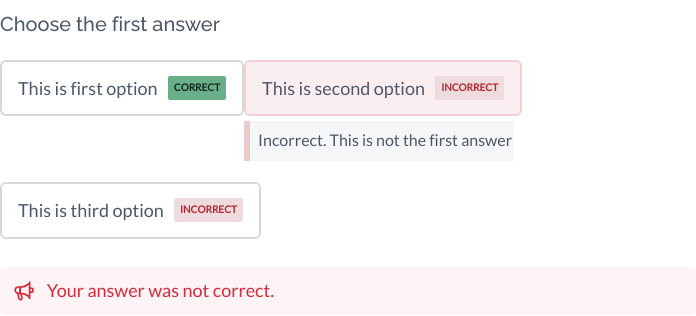 Choose the first answer
This is first option CORRECT This is second option INCORRECT
Incorrect. This is not the first answer
This is third option INCORRECT
Your answer was not correct.